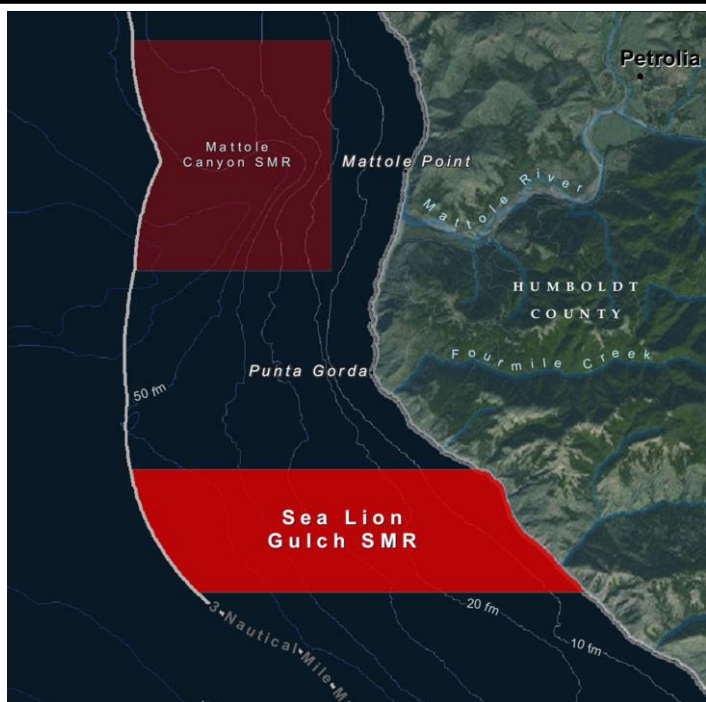 Petrolia
Mattole
Canyon SMR
Mattole Point
Mattole River
HUMBOLDT
COUNTY
Fourmile Creek
Punta Gorda
50 fm
Sea Lion
Gulch SMR
20 fm
3-Nautical-Mile-M
10 fm